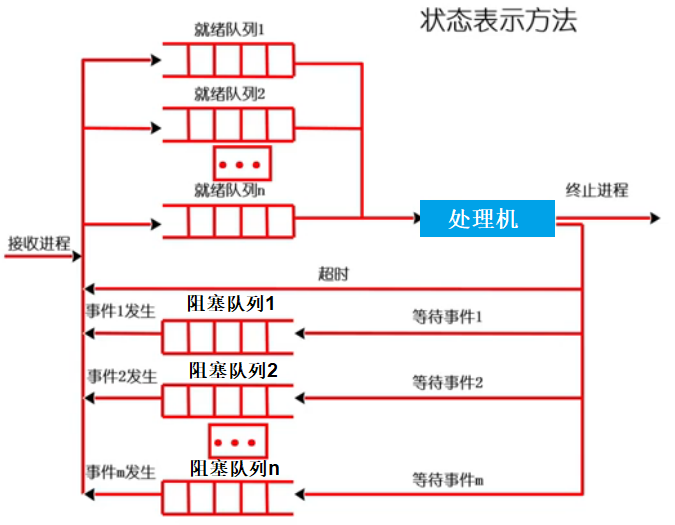 状态表示方法
就绪队列1
就绪队列2
就绪队列n
处理机
终止进程
接收进程
超时
事件1发生
阻塞队列1
等待事件1
事件2发生
阻塞队列2
等待事件2
阻塞队列n
事件m发生
等待事件m